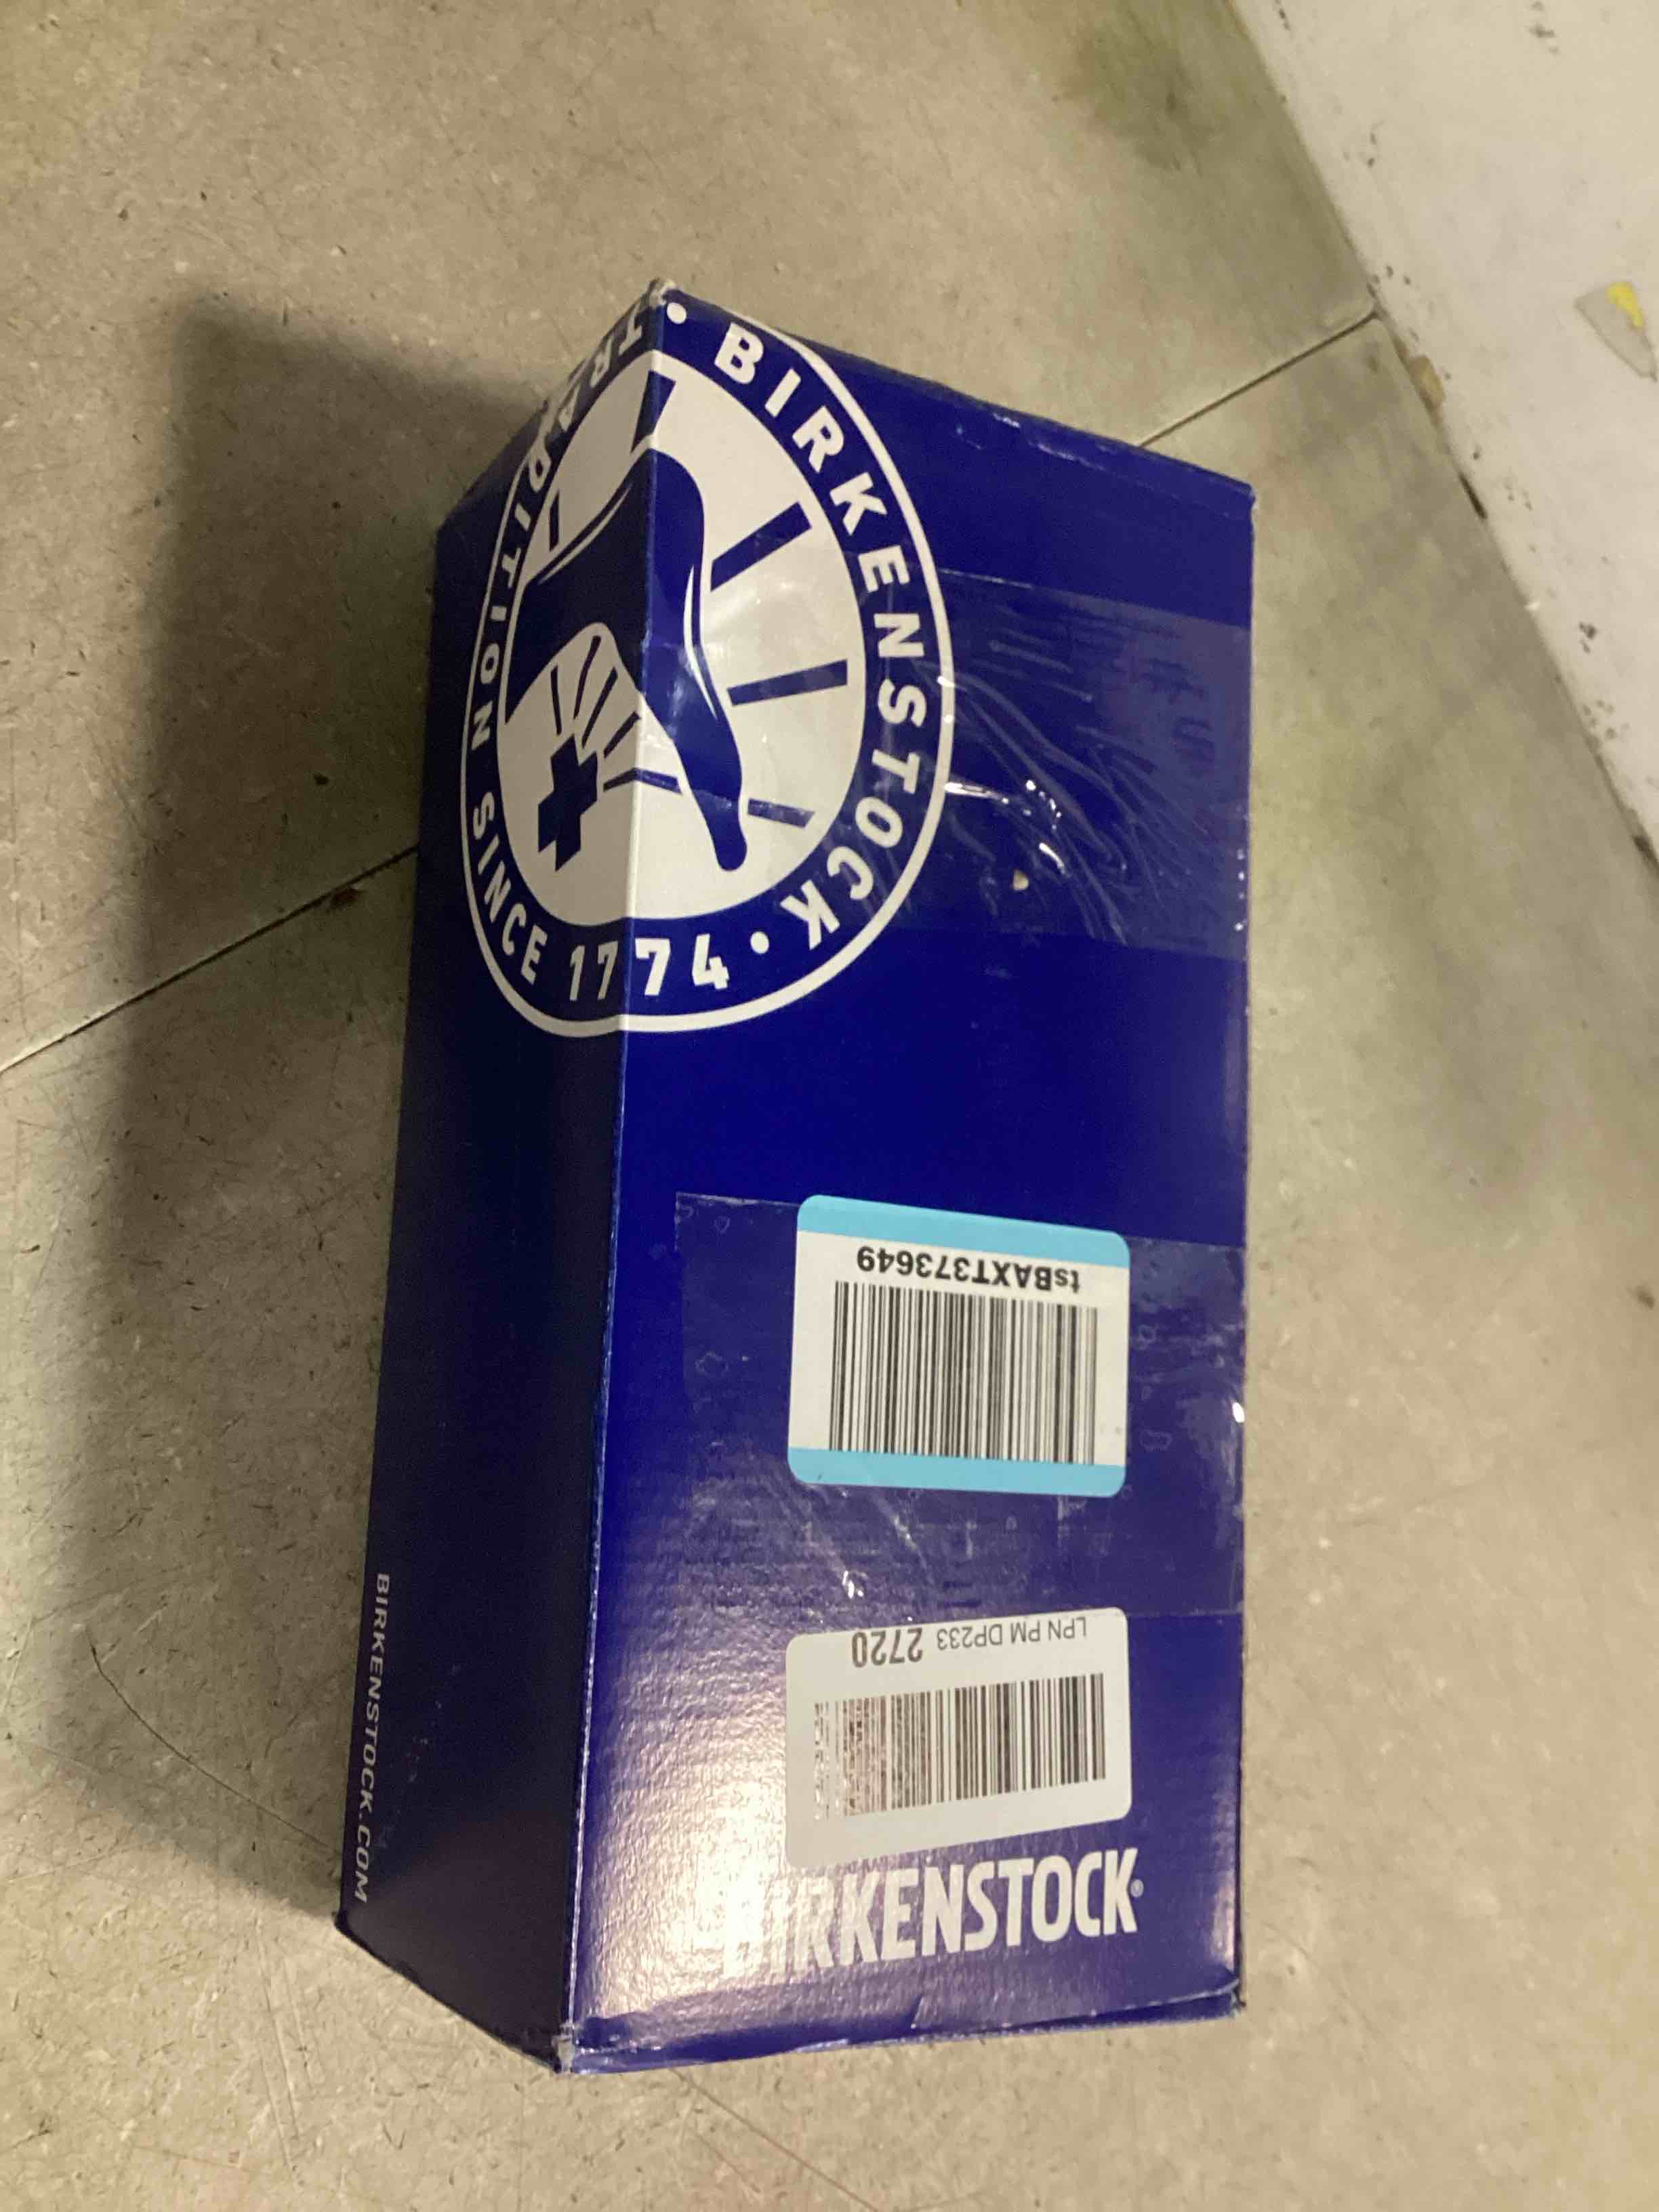 • BIRKENSTOCK •
TRADITION SINCE 1774
tsBAXT373649
LPN PM DP233 2720
BIRKENSTOCK®
BIRKENSTOCK.COM